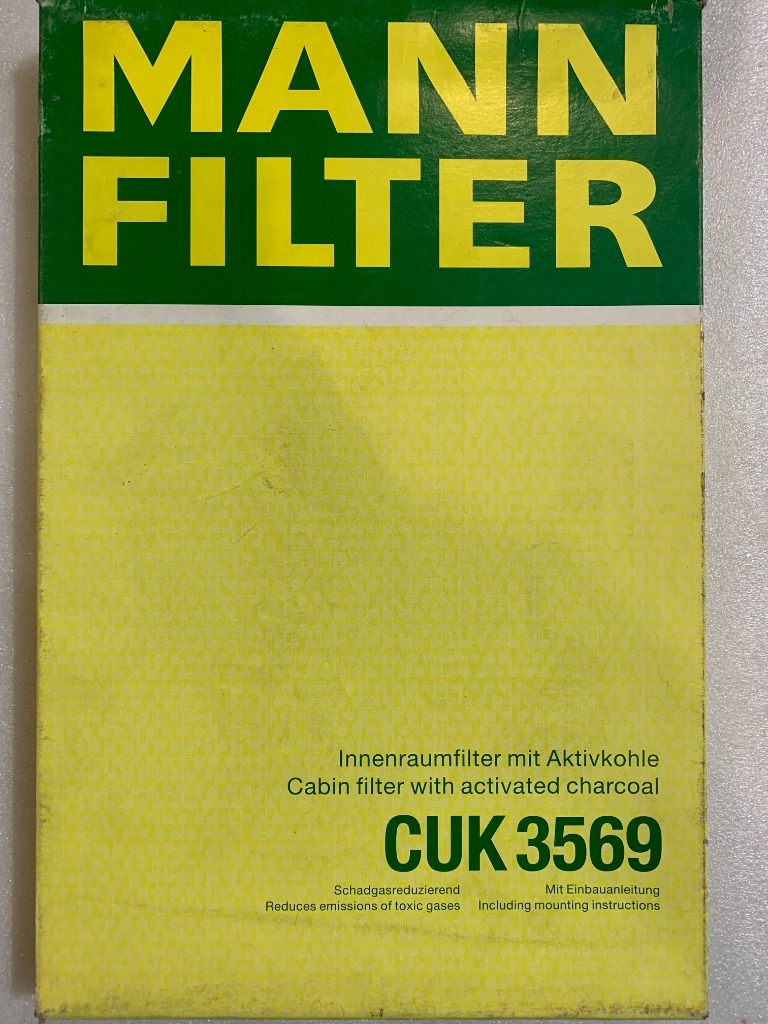 MANN
FILTER
Innenraumfilter mit Aktivkohle
Cabin filter with activated charcoal
CUK 3569
Schadgasreduzierend Mit Einbauanleitung
Reduces emissions of toxic gases Including mounting instructions